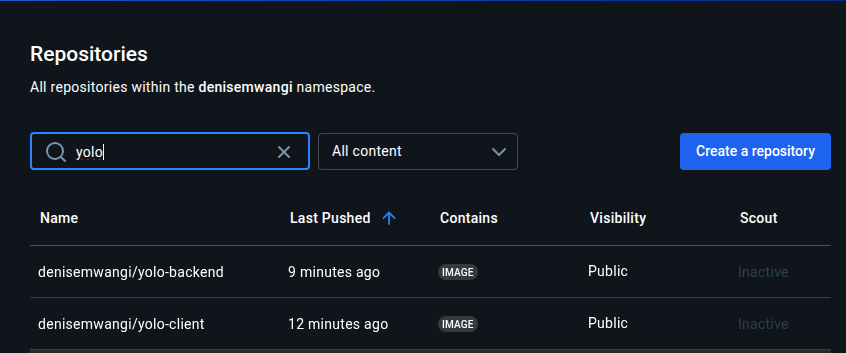 Repositories
All repositories within the denisemwangi namespace.
yolo All content Create a repository
Name Last Pushed Contains Visibility Scout
denisemwangi/yolo-backend 9 minutes ago IMAGE Public Inactive
denisemwangi/yolo-client 12 minutes ago IMAGE Public Inactive